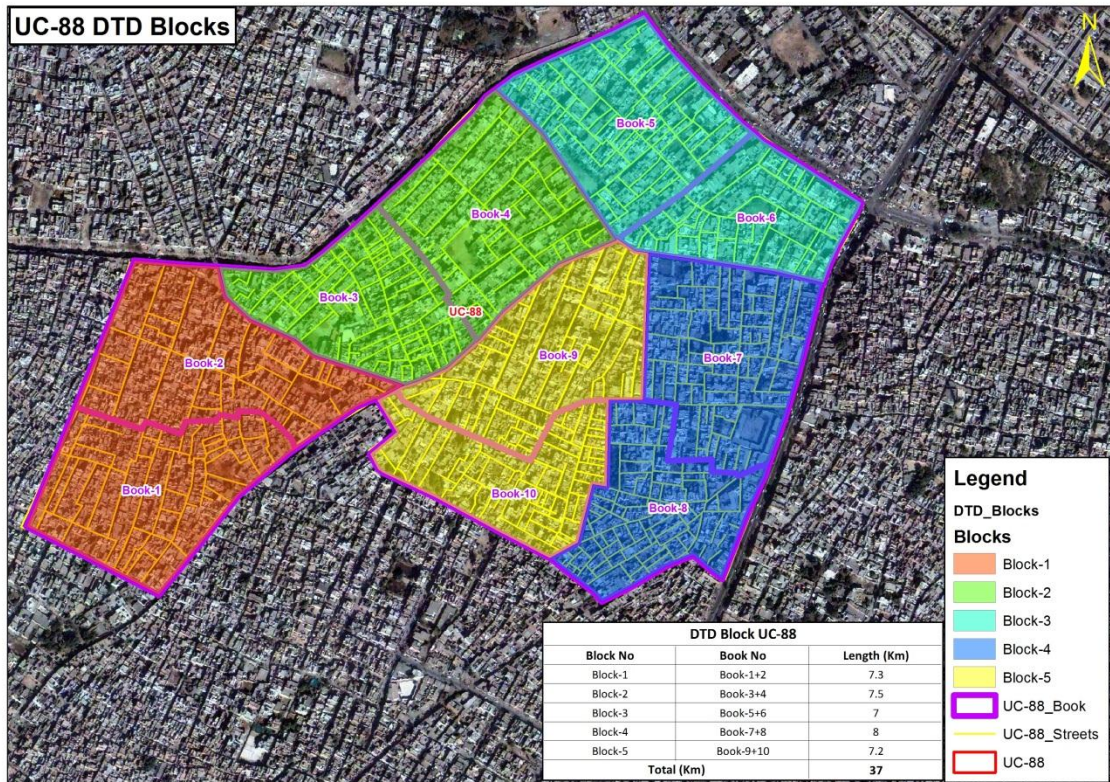 UC-88 DTD Blocks
N
Book-5
Book-4
Book-6
Book-3
UC-88
Book-2
Book-9
Book-7
Book-1
Book-10
Book-8
Legend
DTD_Blocks
Blocks
Block-1
Block-2
Block-3
Block-4
Block-5
UC-88_Book
UC-88_Streets
UC-88
DTD Block UC-88
Block No Book No Length (Km)
Block-1 Book-1+2 7.3
Block-2 Book-3+4 7.5
Block-3 Book-5+6 7
Block-4 Book-7+8 8
Block-5 Book-9+10 7.2
Total (Km) 37